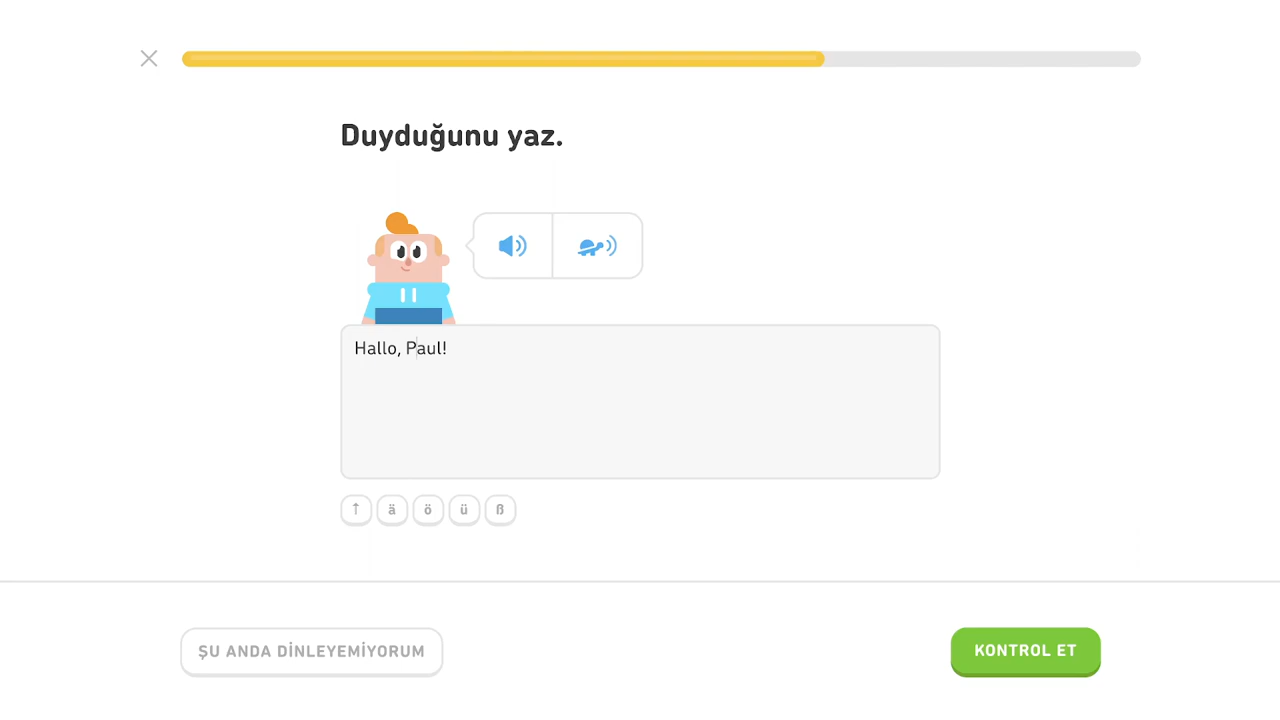 Duyduğunu yaz.
Hallo, Paul!
↑ ä ö ü ß
ŞU ANDA DİNLEYEMİYORUM
KONTROL ET